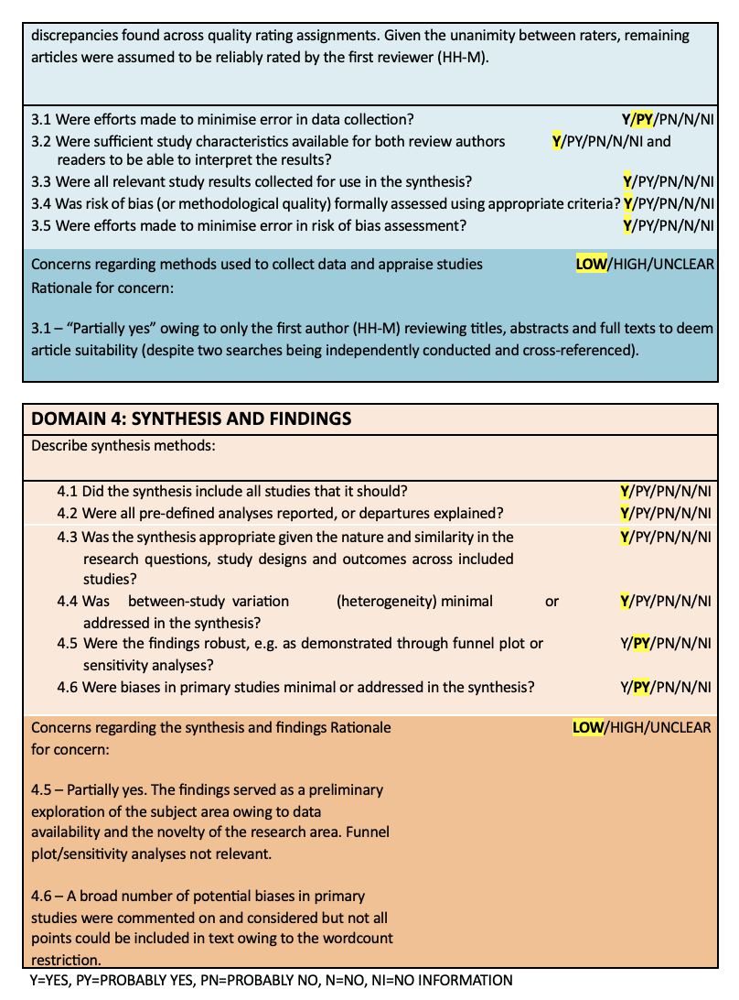 discrepancies found across quality rating assignments. Given the unanimity between raters, remaining
articles were assumed to be reliably rated by the first reviewer (HH-M).
3.1 Were efforts made to minimise error in data collection? Y/PY/PN/N/NI
3.2 Were sufficient study characteristics available for both review authors Y/PY/PN/N/NI and
readers to be able to interpret the results?
3.3 Were all relevant study results collected for use in the synthesis? Y/PY/PN/N/NI
3.4 Was risk of bias (or methodological quality) formally assessed using appropriate criteria? Y/PY/PN/N/NI
3.5 Were efforts made to minimise error in risk of bias assessment? Y/PY/PN/N/NI
Concerns regarding methods used to collect data and appraise studies LOW/HIGH/UNCLEAR
Rationale for concern:
3.1 – “Partially yes” owing to only the first author (HH-M) reviewing titles, abstracts and full texts to deem
article suitability (despite two searches being independently conducted and cross-referenced).
DOMAIN 4: SYNTHESIS AND FINDINGS
Describe synthesis methods:
4.1 Did the synthesis include all studies that it should? Y/PY/PN/N/NI
4.2 Were all pre-defined analyses reported, or departures explained? Y/PY/PN/N/NI
4.3 Was the synthesis appropriate given the nature and similarity in the Y/PY/PN/N/NI
research questions, study designs and outcomes across included
studies?
4.4 Was between-study variation (heterogeneity) minimal or Y/PY/PN/N/NI
addressed in the synthesis?
4.5 Were the findings robust, e.g. as demonstrated through funnel plot or Y/PY/PN/N/NI
sensitivity analyses?
4.6 Were biases in primary studies minimal or addressed in the synthesis? Y/PY/PN/N/NI
Concerns regarding the synthesis and findings Rationale LOW/HIGH/UNCLEAR
for concern:
4.5 – Partially yes. The findings served as a preliminary
exploration of the subject area owing to data
availability and the novelty of the research area. Funnel
plot/sensitivity analyses not relevant.
4.6 – A broad number of potential biases in primary
studies were commented on and considered but not all
points could be included in text owing to the wordcount
restriction.
Y=YES, PY=PROBABLY YES, PN=PROBABLY NO, N=NO, NI=NO INFORMATION